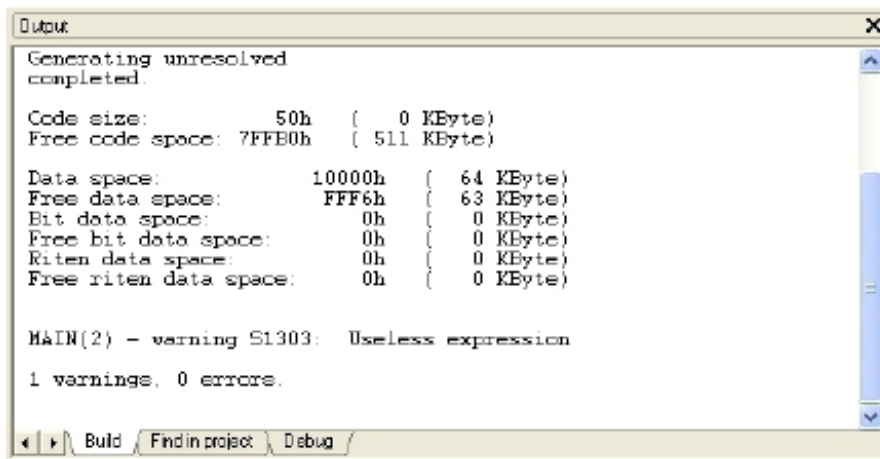 Output
Generating unresolved
completed.
Code size: 50h ( 0 KByte)
Free code space: 7FFB0h ( 511 KByte)
Data space: 10000h ( 64 KByte)
Free data space: FFF6h ( 63 KByte)
Bit data space: 0h ( 0 KByte)
Free bit data space: 0h ( 0 KByte)
Riten data space: 0h ( 0 KByte)
Free riten data space: 0h ( 0 KByte)
MAIN(2) - warning S1303: Useless expression
1 warnings, 0 errors.
Build Find in project Debug